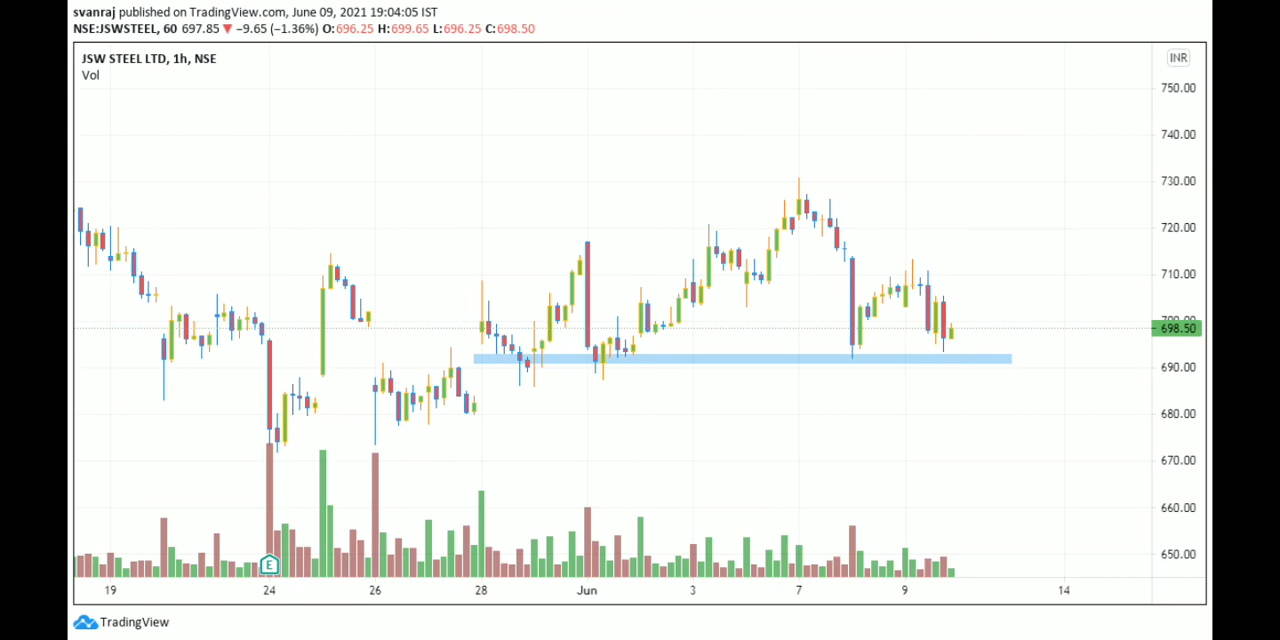 svanraj published on TradingView.com, June 09, 2021 19:04:05 IST
NSE:JSWSTEEL, 60 697.85 ▼ −9.65 (−1.36%) O:696.25 H:699.65 L:696.25 C:698.50
JSW STEEL LTD, 1h, NSE
Vol
INR
750.00
740.00
730.00
720.00
710.00
700.00
698.50
690.00
680.00
670.00
660.00
650.00
E
19 24 26 28 Jun 3 7 9 14
TradingView